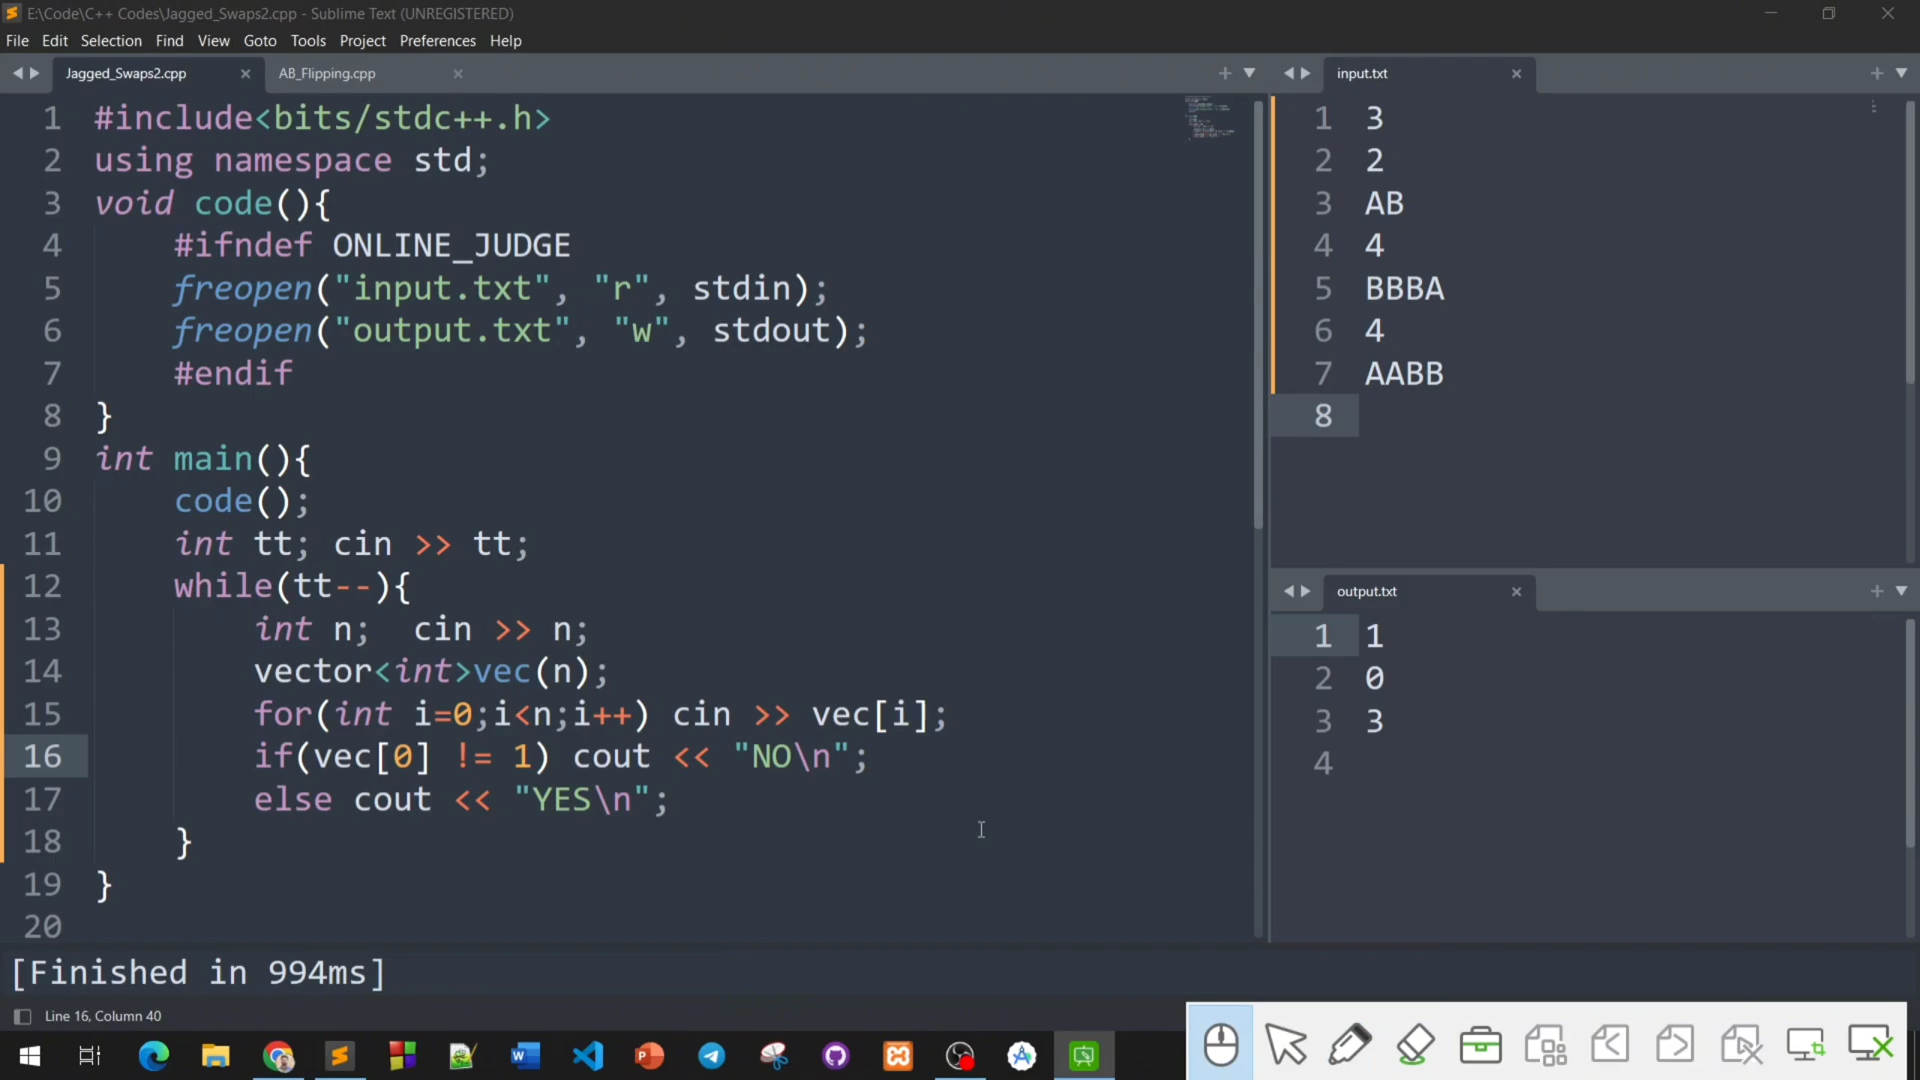 E:\Code\C++ Codes\Jagged_Swaps2.cpp - Sublime Text (UNREGISTERED)
File Edit Selection Find View Goto Tools Project Preferences Help
Jagged_Swaps2.cpp AB_Flipping.cpp
1 #include<bits/stdc++.h>
2 using namespace std;
3 void code(){
4 #ifndef ONLINE_JUDGE
5 freopen("input.txt", "r", stdin);
6 freopen("output.txt", "w", stdout);
7 #endif
8 }
9 int main(){
10 code();
11 int tt; cin >> tt;
12 while(tt--){
13 int n;  cin >> n;
14 vector<int>vec(n);
15 for(int i=0;i<n;i++) cin >> vec[i];
16 if(vec[0] != 1) cout << "NO\n";
17 else cout << "YES\n";
18 }
19 }
20
input.txt
1 3
2 2
3 AB
4 4
5 BBBA
6 4
7 AABB
8
output.txt
1 1
2 0
3 3
4
[Finished in 994ms]
Line 16, Column 40